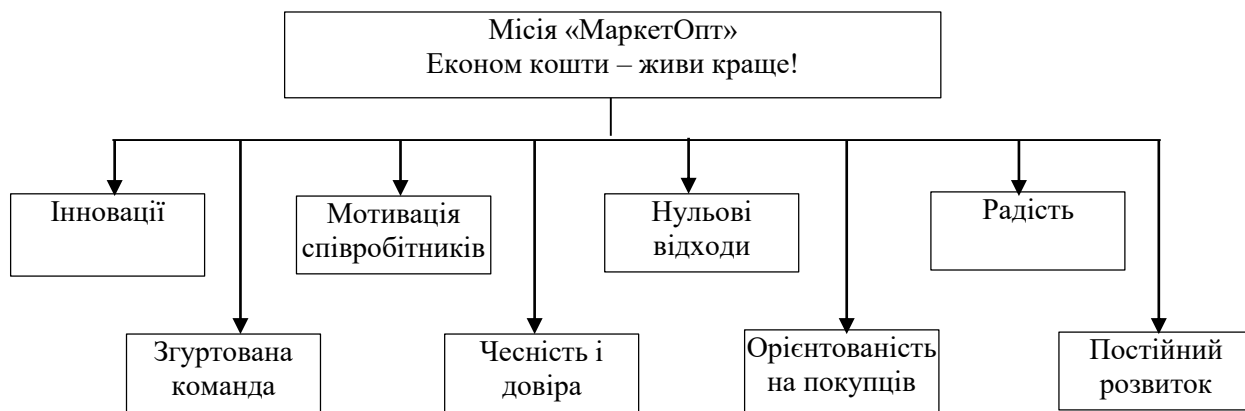 Місія «МаркетОпт»
Економ кошти – живи краще!
Інновації
Мотивація
співробітників
Нульові
відходи
Радість
Згуртована
команда
Чесність і
довіра
Орієнтованість
на покупців
Постійний
розвиток